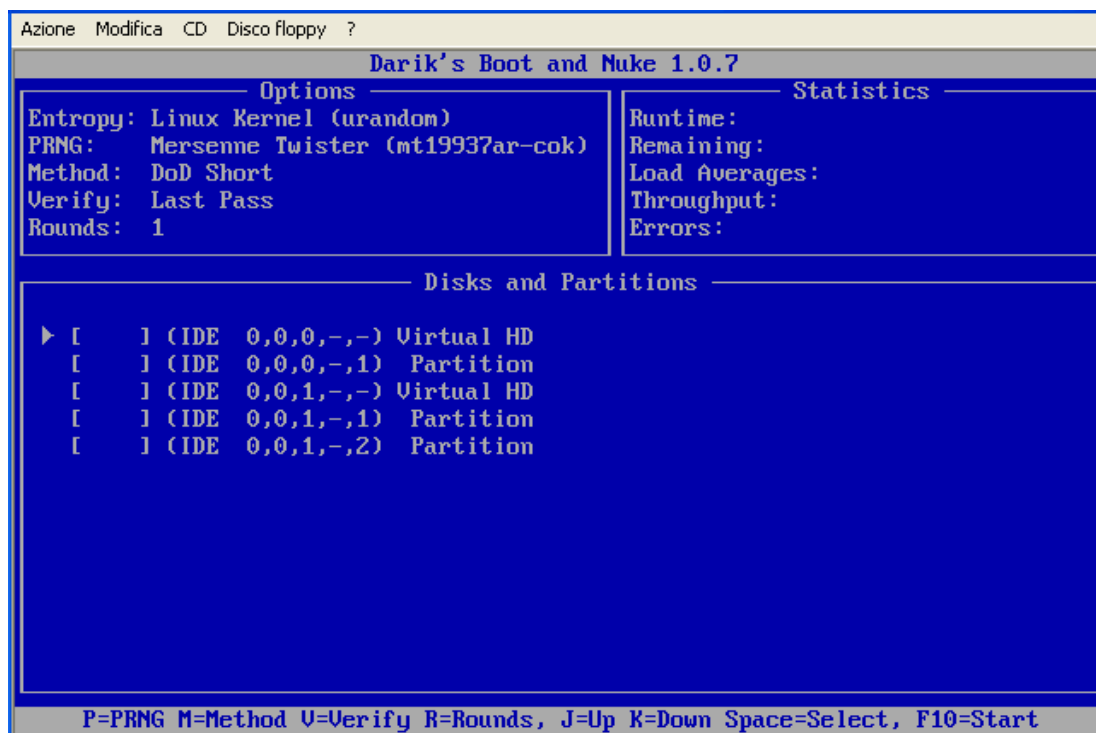 Azione Modifica CD Disco floppy ?
Darik's Boot and Nuke 1.0.7
Options
Entropy: Linux Kernel (urandom)
PRNG: Mersenne Twister (mt19937ar-cok)
Method: DoD Short
Verify: Last Pass
Rounds: 1
Statistics
Runtime:
Remaining:
Load Averages:
Throughput:
Errors:
Disks and Partitions
[ ] (IDE 0,0,0,-,-) Virtual HD
[ ] (IDE 0,0,0,-,1) Partition
[ ] (IDE 0,0,1,-,-) Virtual HD
[ ] (IDE 0,0,1,-,1) Partition
[ ] (IDE 0,0,1,-,2) Partition
P=PRNG M=Method V=Verify R=Rounds, J=Up K=Down Space=Select, F10=Start